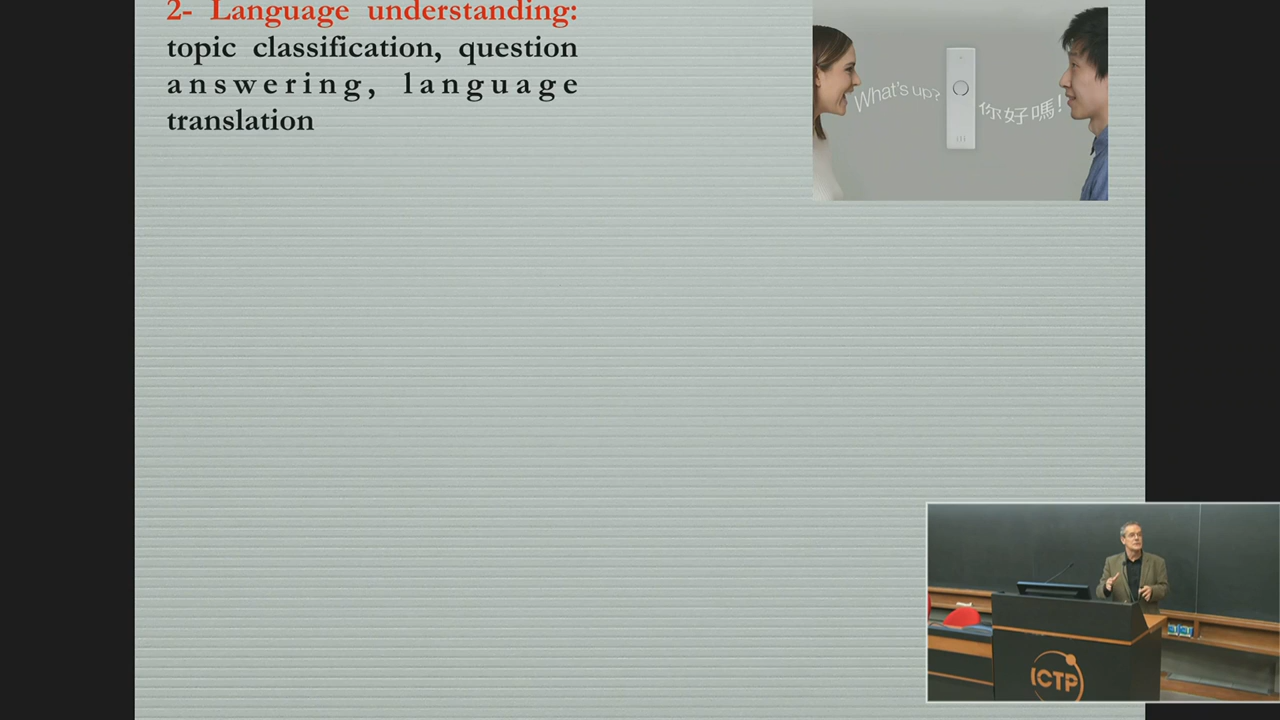 2- Language understanding:
topic classification, question
answering, language
translation
What's up?
你好嗎!
ICTP